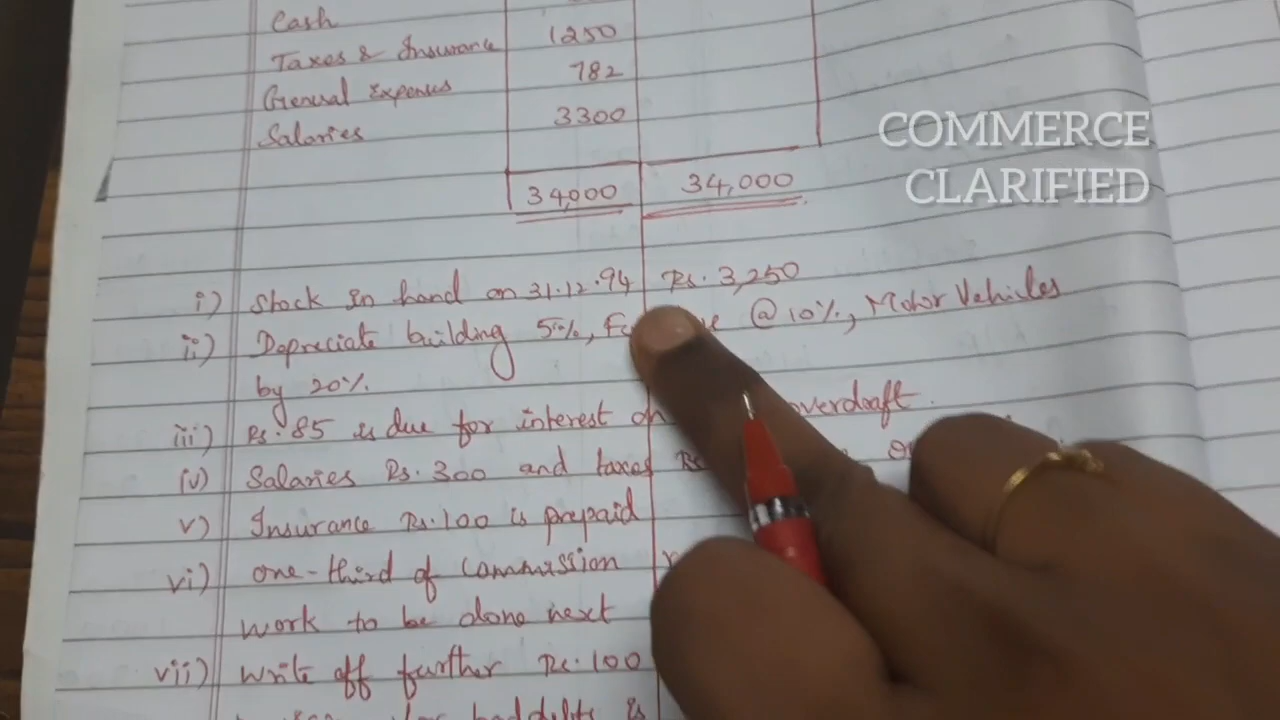 Cash
Taxes & Insurance 1250
General Expenses 782
Salaries 3300
34,000 34,000
COMMERCE
CLARIFIED
i) Stock in hand on 31.12.94 Rs. 3,250
ii) Depreciate building 5%, @ 10%, Motor Vehicles
by 20%.
iii) Rs. 85 is due for interest on overdraft.
iv) Salaries Rs. 300 and taxes
v) Insurance Rs. 100 is prepaid
vi) one-third of commission
work to be done next
vii) write off further Rs. 100